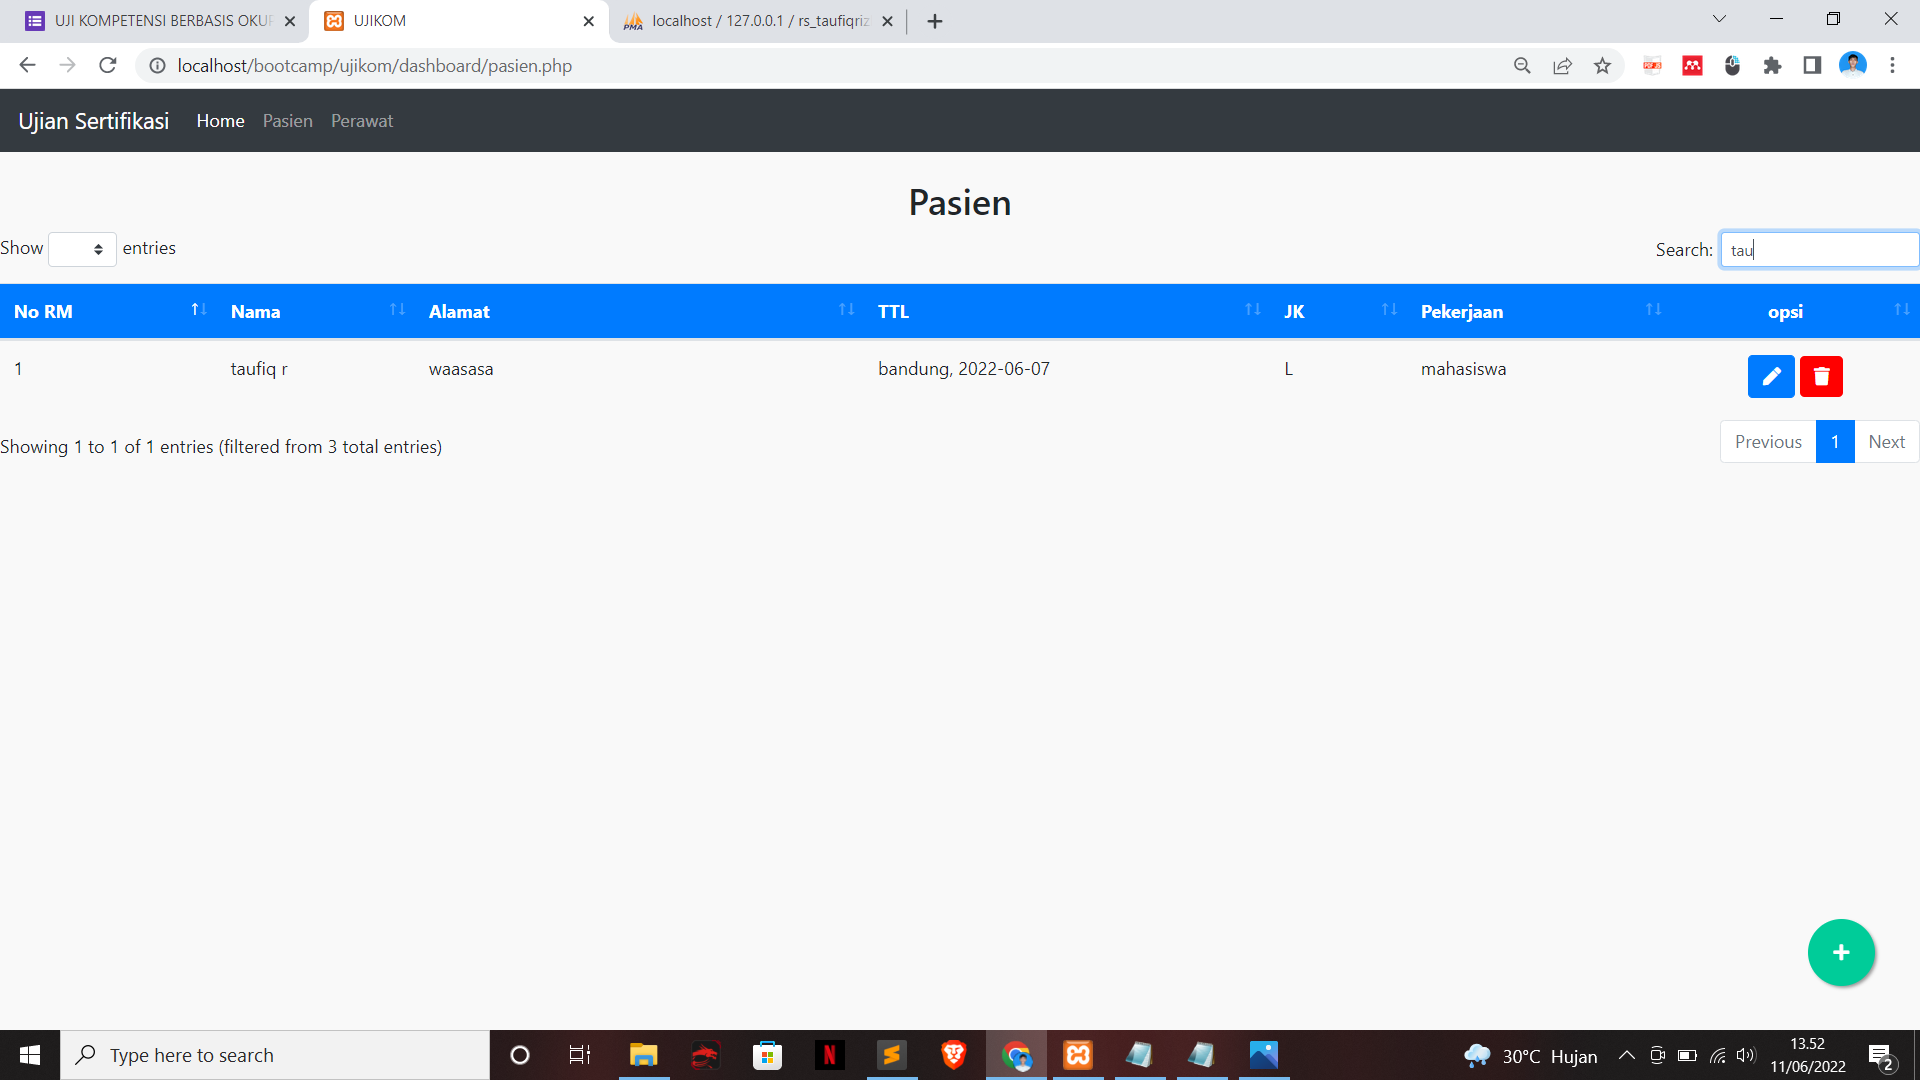 UJI KOMPETENSI BERBASIS OKUP
UJIKOM
localhost / 127.0.0.1 / rs_taufiqriz
localhost/bootcamp/ujikom/dashboard/pasien.php
Ujian Sertifikasi Home Pasien Perawat
Pasien
Show entries
Search: tau
No RM Nama Alamat TTL JK Pekerjaan opsi
1 taufiq r waasasa bandung, 2022-06-07 L mahasiswa
Showing 1 to 1 of 1 entries (filtered from 3 total entries)
Previous 1 Next
+
Type here to search
30°C Hujan
13.52
11/06/2022
2